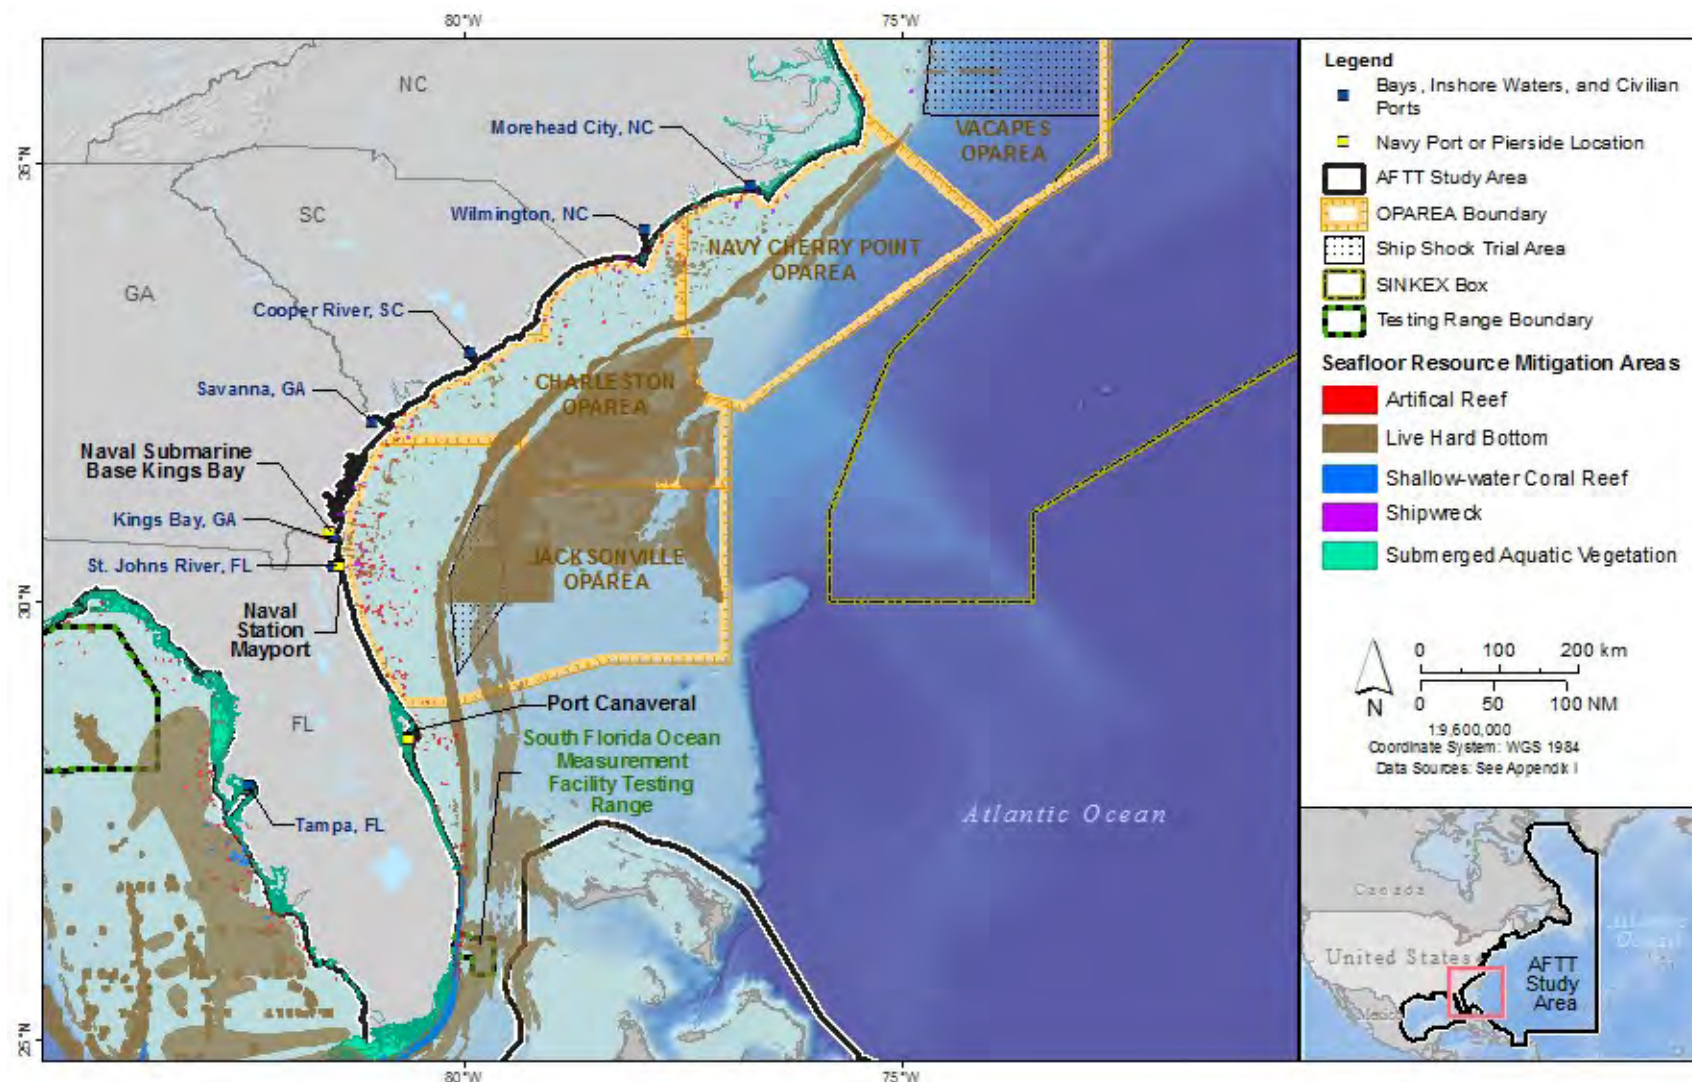 80°W
75°W
NC
Morehead City, NC
VACAPES
OPAREA
35°N
SC
Wilmington, NC
NAVY CHERRY POINT
OPAREA
GA
Cooper River, SC
CHARLESTON
OPAREA
Savanna, GA
Naval Submarine
Base Kings Bay
Kings Bay, GA
St. Johns River, FL
JACKSONVILLE
OPAREA
30°N
Naval
Station
Mayport
FL
Port Canaveral
South Florida Ocean
Measurement
Facility Testing
Range
Tampa, FL
Atlantic Ocean
25°N
80°W
75°W
Legend
Bays, Inshore Waters, and Civilian
Ports
Navy Port or Pierside Location
AFTT Study Area
OPAREA Boundary
Ship Shock Trial Area
SINKEX Box
Testing Range Boundary
Seafloor Resource Mitigation Areas
Artifical Reef
Live Hard Bottom
Shallow-water Coral Reef
Shipwreck
Submerged Aquatic Vegetation
N
0 100 200 km
0 50 100 NM
1:9,600,000
Coordinate System: WGS 1984
Data Sources: See Appendix I
Canada
United States
Mexico
Atlantic
Ocean
AFTT
Study
Area